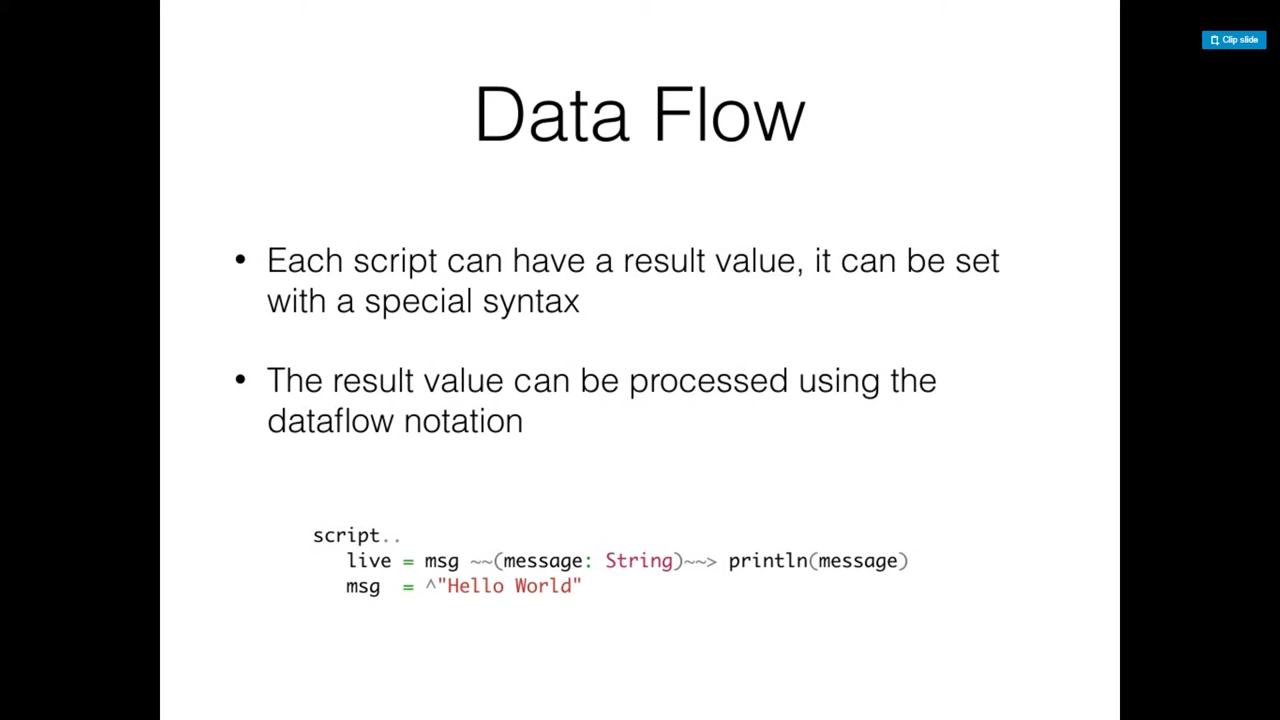 Clip slide
Data Flow
• Each script can have a result value, it can be set
with a special syntax
• The result value can be processed using the
dataflow notation
script..
live = msg ~~(message: String)~~> println(message)
msg = ^"Hello World"